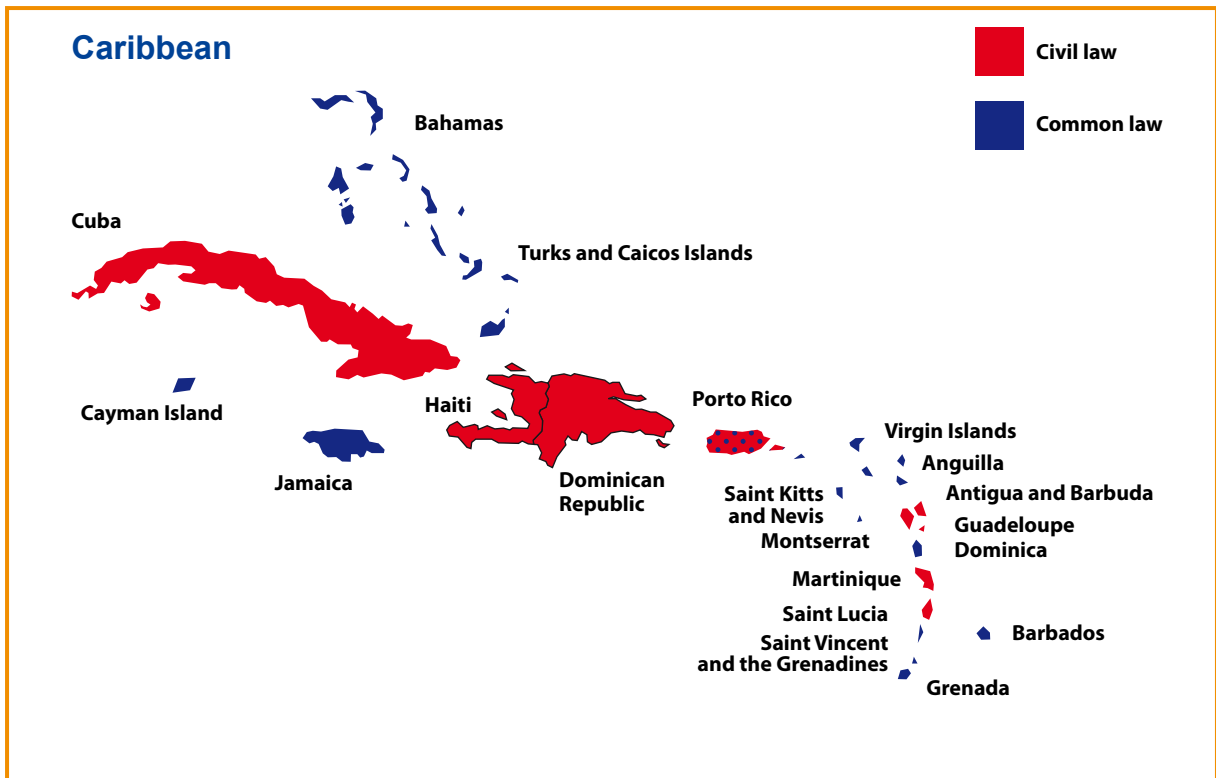 Caribbean
Civil law
Common law
Bahamas
Cuba
Turks and Caicos Islands
Cayman Island
Haiti
Porto Rico
Jamaica
Dominican
Republic
Virgin Islands
Anguilla
Saint Kitts
and Nevis
Antigua and Barbuda
Guadeloupe
Montserrat
Dominica
Martinique
Saint Lucia
Barbados
Saint Vincent
and the Grenadines
Grenada